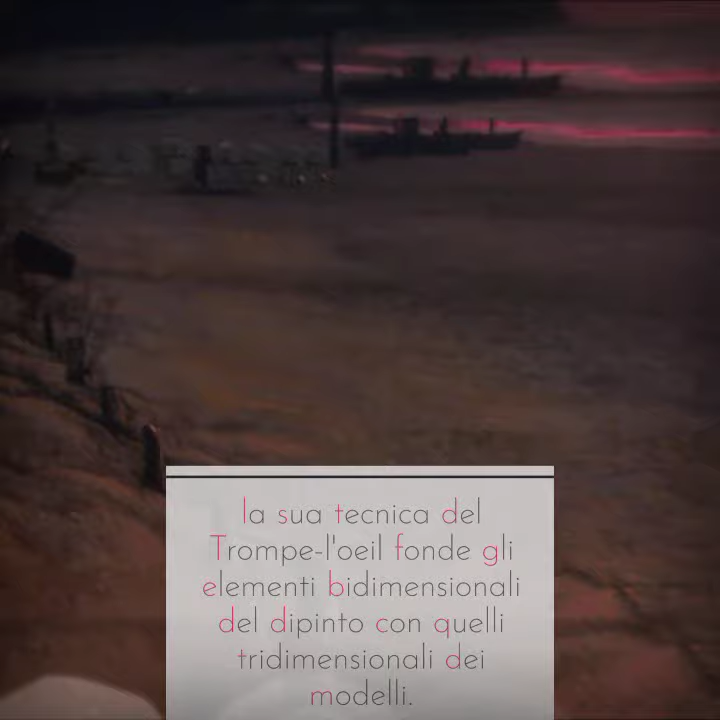 la sua tecnica del
Trompe-l'oeil fonde gli
elementi bidimensionali
del dipinto con quelli
tridimensionali dei
modelli.